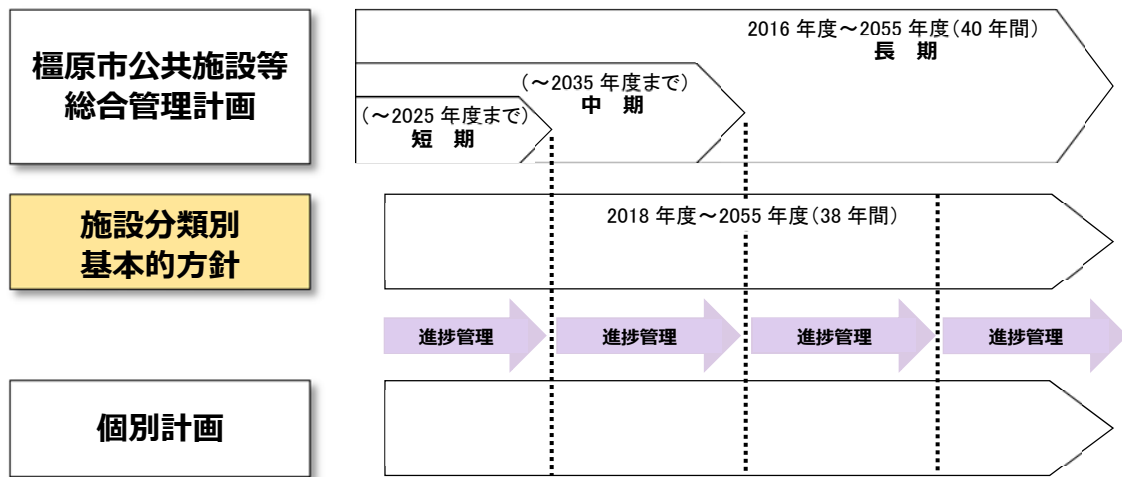 橿原市公共施設等
総合管理計画
2016 年度～2055 年度（40 年間）
長　期
（～2035 年度まで）
中　期
（～2025 年度まで）
短　期
施設分類別
基本的方針
2018 年度～2055 年度（38 年間）
進捗管理
進捗管理
進捗管理
進捗管理
個別計画